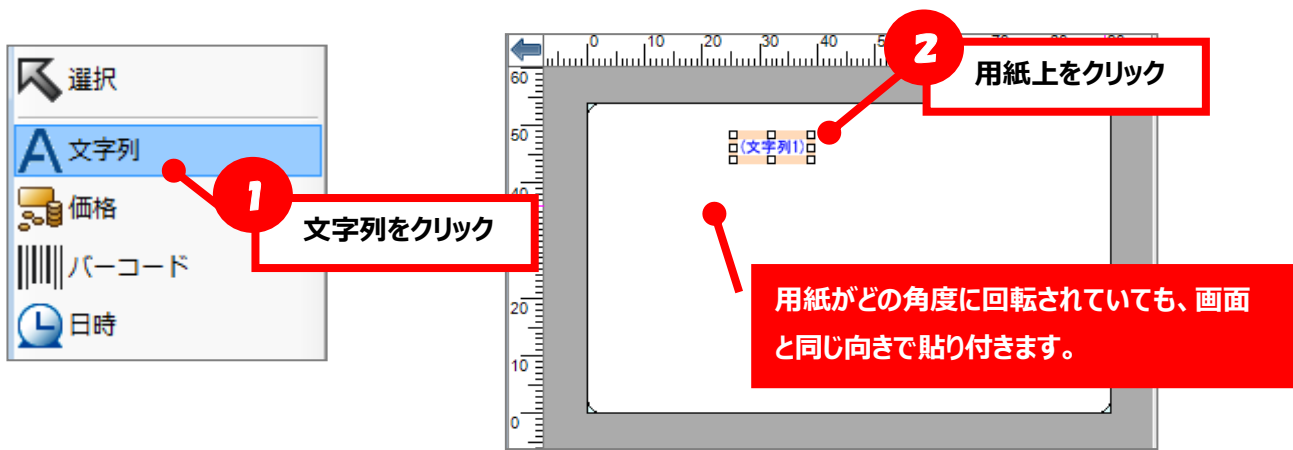 選択
文字列
価格
バーコード
日時
1
文字列をクリック
0 10 20 30 40 5
2
用紙上をクリック
60
50
40
20
10
0
(文字列1)
用紙がどの角度に回転されていても、画面
と同じ向きで貼り付きます。